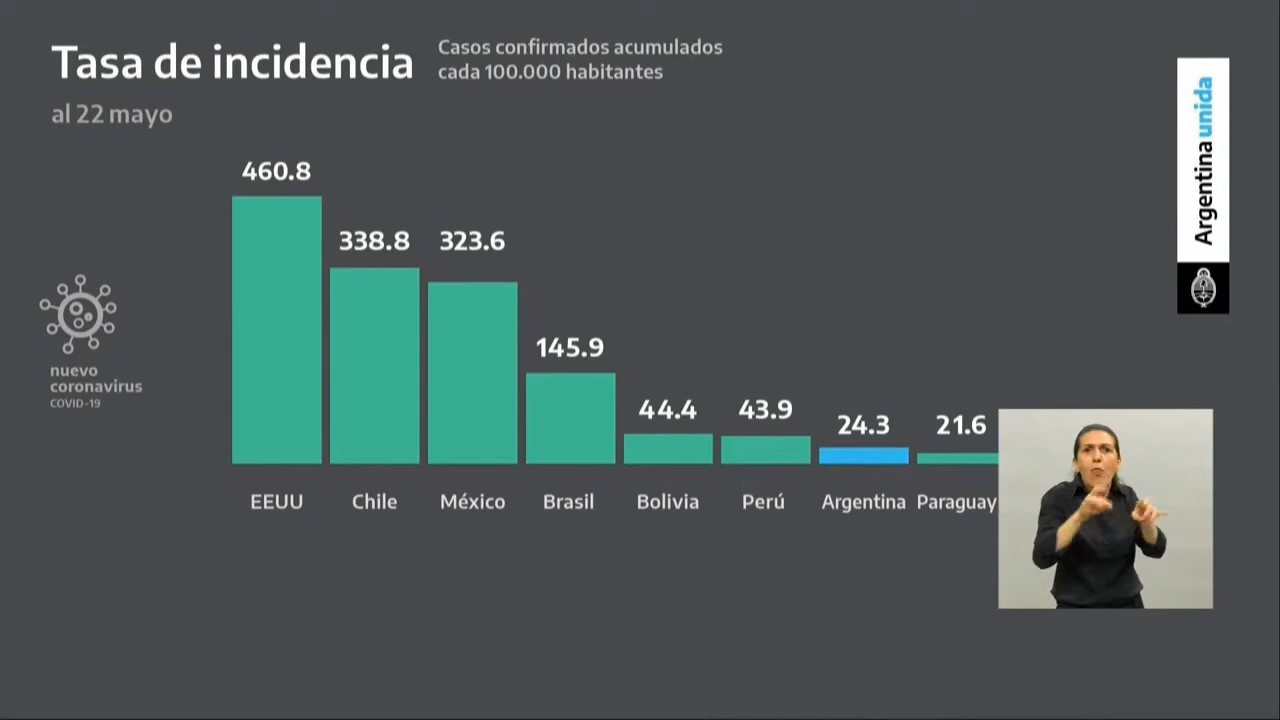 Tasa de incidencia
Casos confirmados acumulados
cada 100.000 habitantes
al 22 mayo
Argentina unida
460.8
338.8
323.6
145.9
44.4
43.9
24.3
21.6
nuevo
coronavirus
COVID-19
EEUU
Chile
México
Brasil
Bolivia
Perú
Argentina
Paraguay